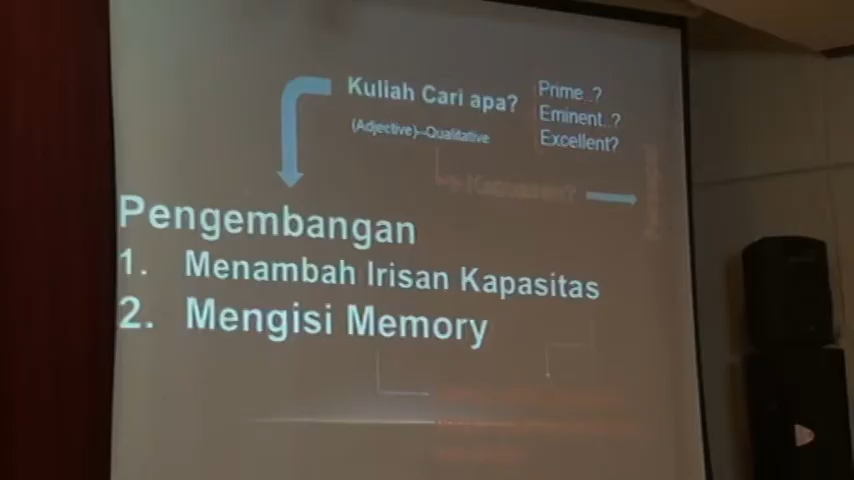 Kuliah Cari apa?
(Adjective)–Qualitative
Prime..?
Eminent..?
Excellent?
Pengembangan
1. Menambah Irisan Kapasitas
2. Mengisi Memory